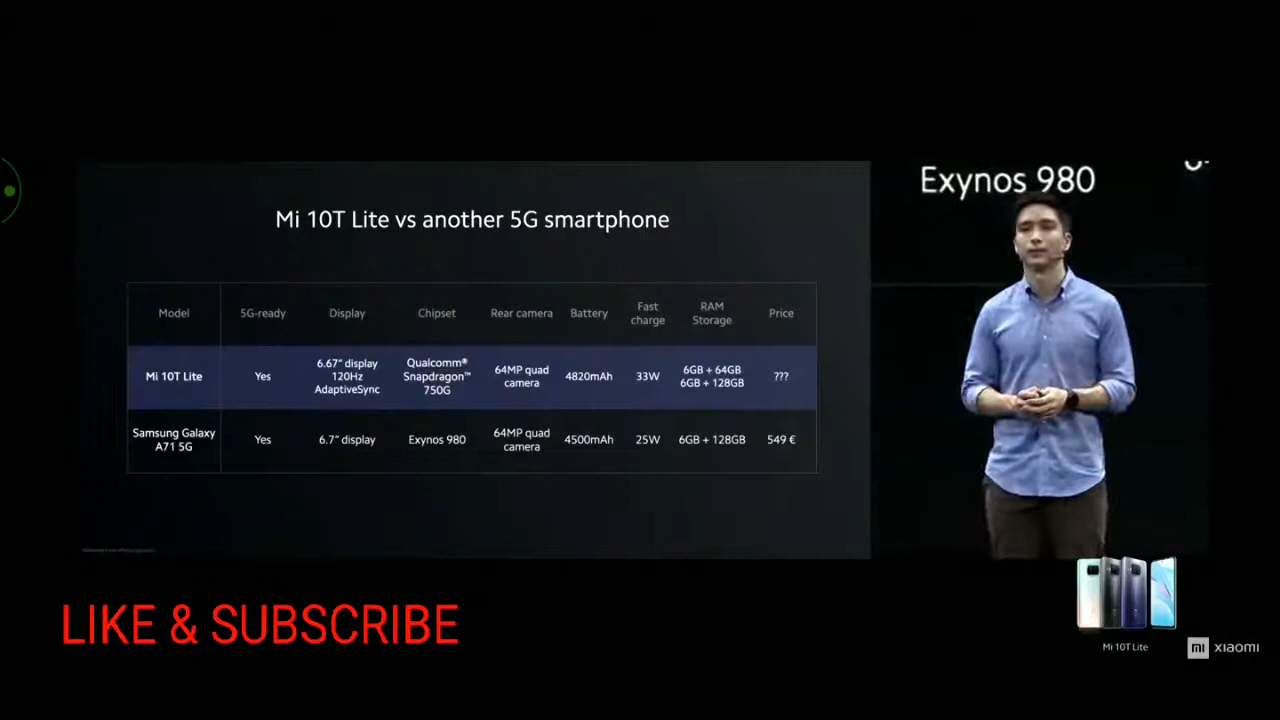 Exynos 980
Mi 10T Lite vs another 5G smartphone
Model
5G-ready
Display
Chipset
Rear camera
Battery
Fast
charge
RAM
Storage
Price
Mi 10T Lite
Yes
6.67" display
120Hz
AdaptiveSync
Qualcomm®
Snapdragon™
750G
64MP quad
camera
4820mAh
33W
6GB + 64GB
6GB + 128GB
???
Samsung Galaxy
A71 5G
Yes
6.7" display
Exynos 980
64MP quad
camera
4500mAh
25W
6GB + 128GB
549 €
LIKE & SUBSCRIBE
Mi 10T Lite
mi xiaomi